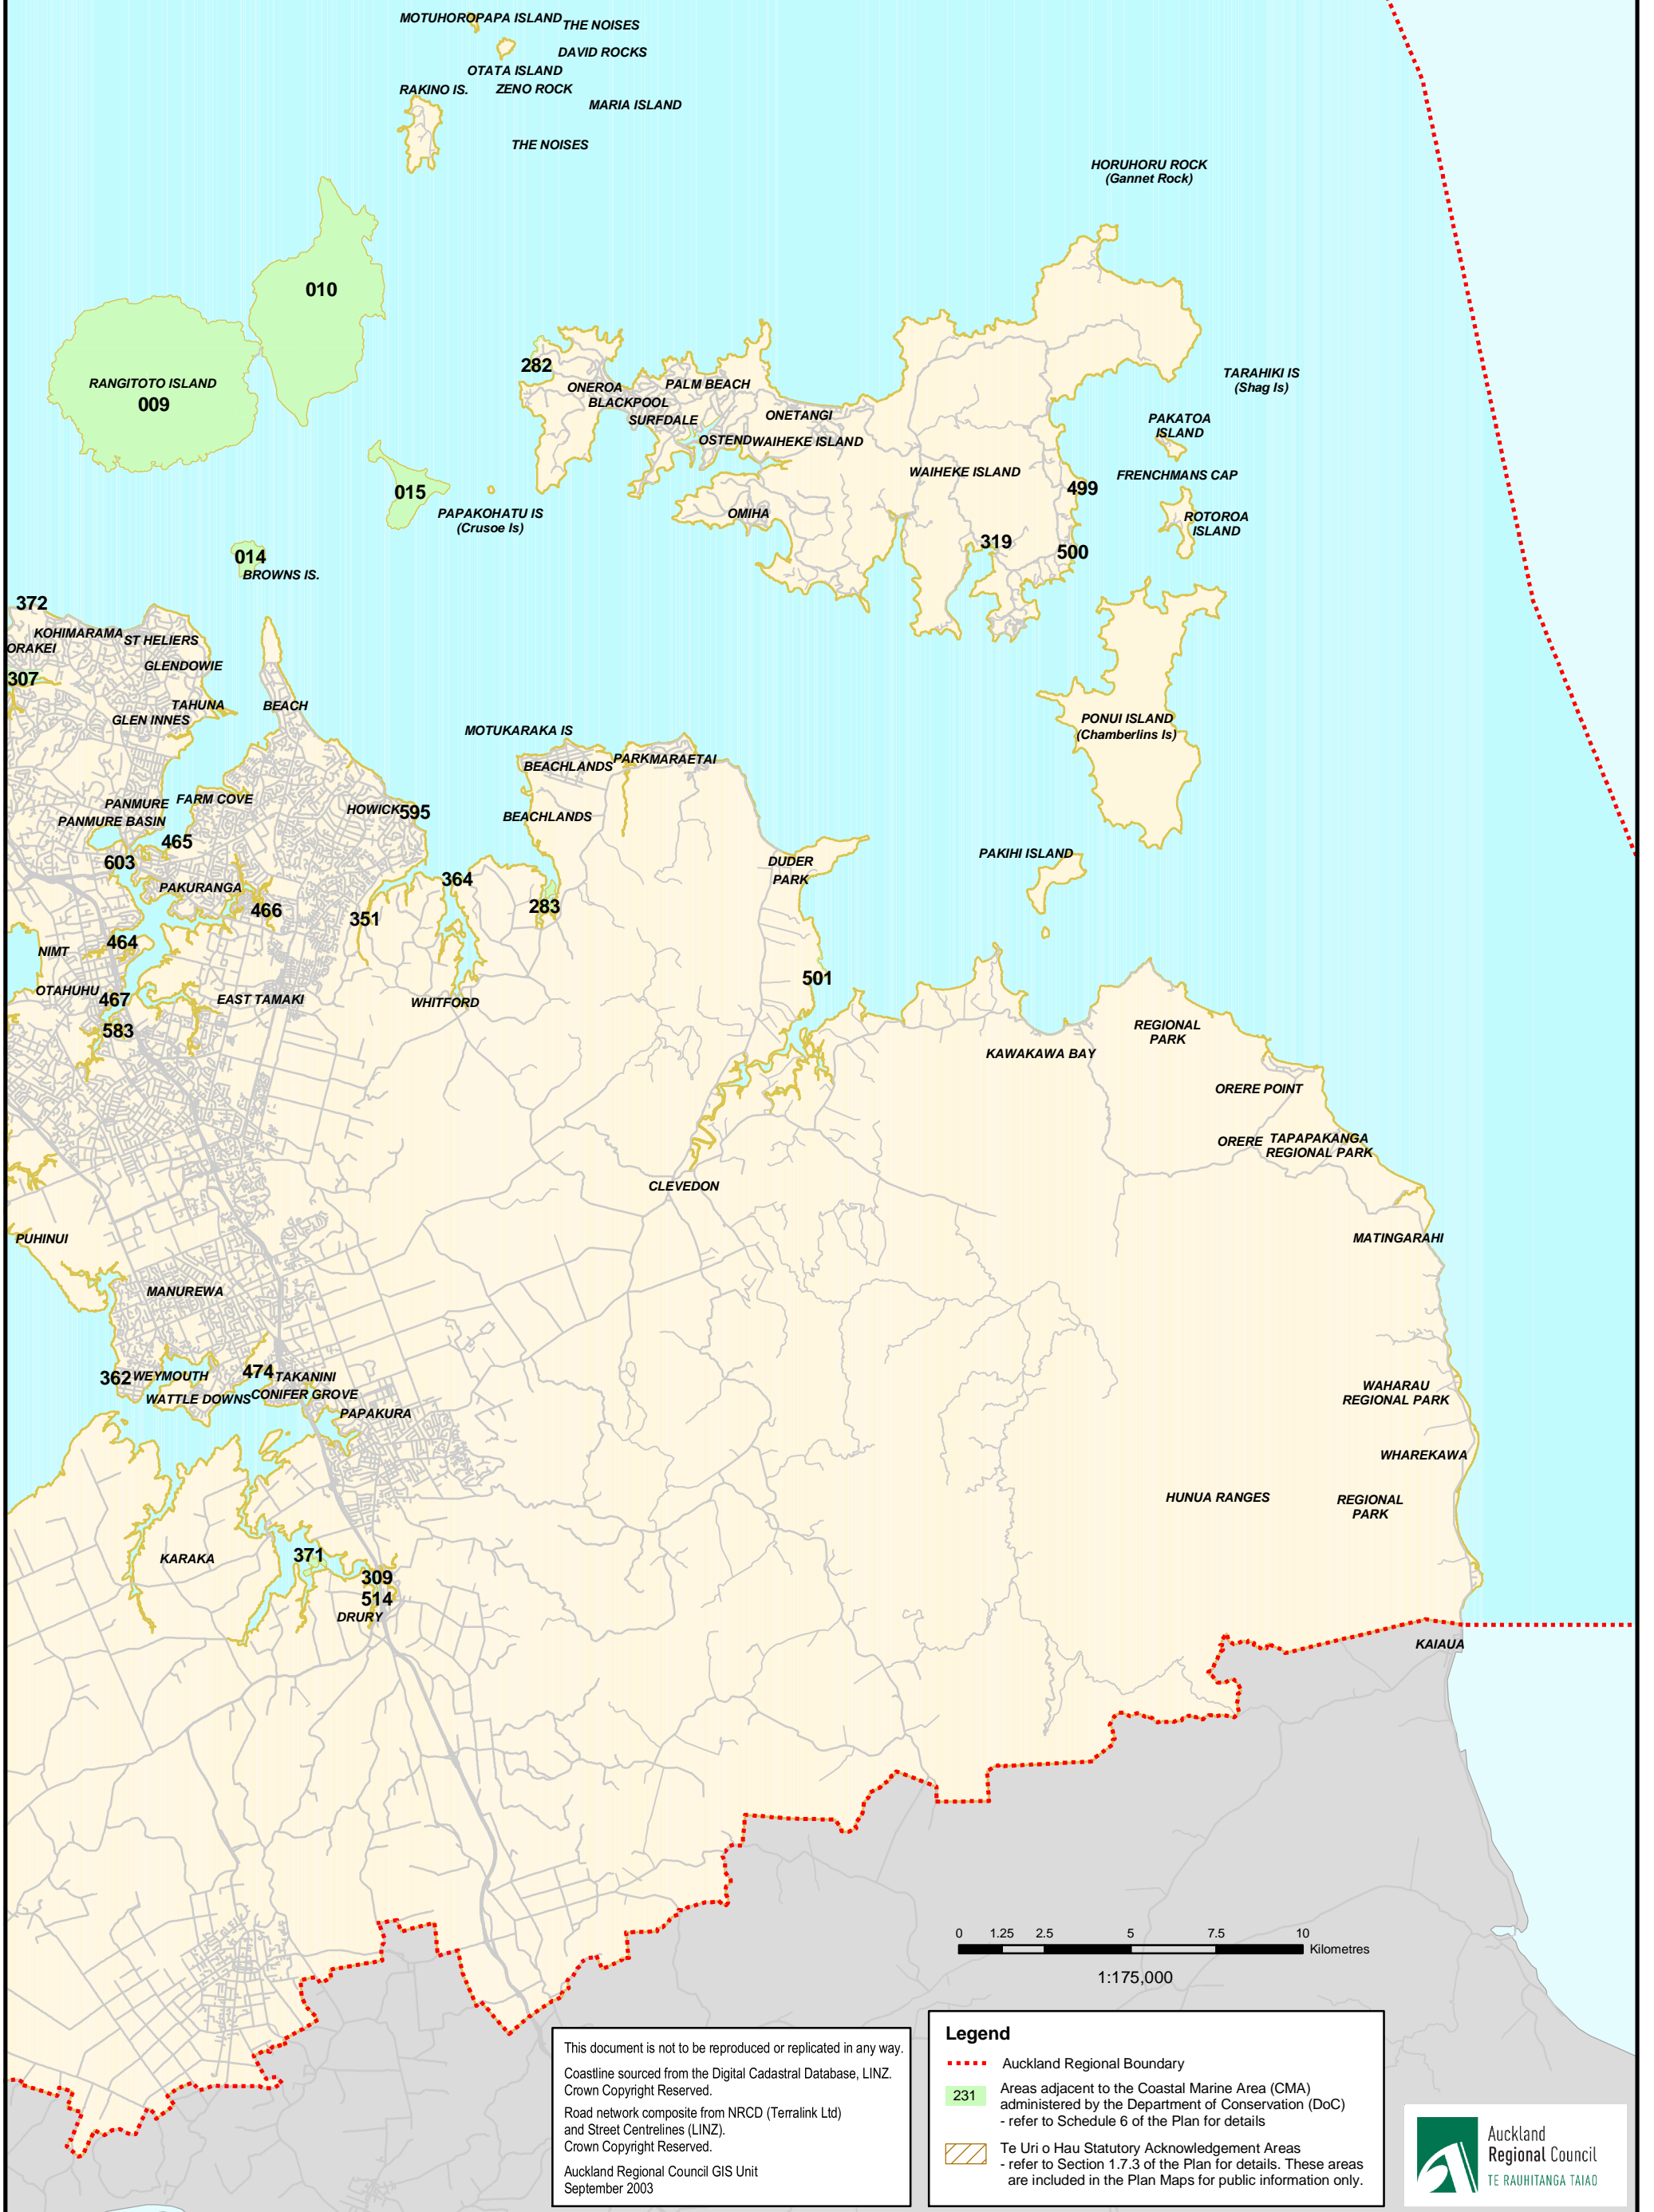 MOTUHOROPAPA ISLAND
THE NOISES
DAVID ROCKS
OTATA ISLAND
RAKINO IS.
ZENO ROCK
MARIA ISLAND
THE NOISES
HORUHORU ROCK
(Gannet Rock)
010
RANGITOTO ISLAND
009
282
ONEROA
PALM BEACH
BLACKPOOL
SURFDALE
ONETANGI
OSTEND
WAIHEKE ISLAND
TARAHIKI IS
(Shag Is)
PAKATOA
ISLAND
WAIHEKE ISLAND
FRENCHMANS CAP
499
015
PAPAKOHATU IS
(Crusoe Is)
OMIHA
ROTOROA
ISLAND
319
500
014
BROWNS IS.
372
KOHIMARAMA
ST HELIERS
ORAKEI
GLENDOWIE
307
TAHUNA
BEACH
GLEN INNES
PONUI ISLAND
(Chamberlins Is)
MOTUKARAKA IS
BEACHLANDS
PARK
MARAETAI
PANMURE
FARM COVE
HOWICK
595
PANMURE BASIN
BEACHLANDS
465
603
PAKIHI ISLAND
DUDER
PARK
364
PAKURANGA
466
351
283
464
NIMT
501
OTAHUHU
467
EAST TAMAKI
WHITFORD
583
REGIONAL
PARK
KAWAKAWA BAY
ORERE POINT
ORERE
TAPAPAKANGA
REGIONAL PARK
CLEVEDON
PUHINUI
MATINGARAHI
MANUREWA
362
WEYMOUTH
474
TAKANINI
WATTLE DOWNS
CONIFER GROVE
PAPAKURA
WAHARAU
REGIONAL PARK
WHAREKAWA
HUNUA RANGES
REGIONAL
PARK
KARAKA
371
309
514
DRURY
KAIAUA
0 1.25 2.5 5 7.5 10
Kilometres
1:175,000
This document is not to be reproduced or replicated in any way.
Coastline sourced from the Digital Cadastral Database, LINZ.
Crown Copyright Reserved.
Road network composite from NRCD (Terralink Ltd)
and Street Centrelines (LINZ).
Crown Copyright Reserved.
Auckland Regional Council GIS Unit
September 2003
Legend
Auckland Regional Boundary
231
Areas adjacent to the Coastal Marine Area (CMA)
administered by the Department of Conservation (DoC)
- refer to Schedule 6 of the Plan for details
Te Uri o Hau Statutory Acknowledgement Areas
- refer to Section 1.7.3 of the Plan for details. These areas
are included in the Plan Maps for public information only.
Auckland
Regional Council
TE RAUHITANGA TAIAO